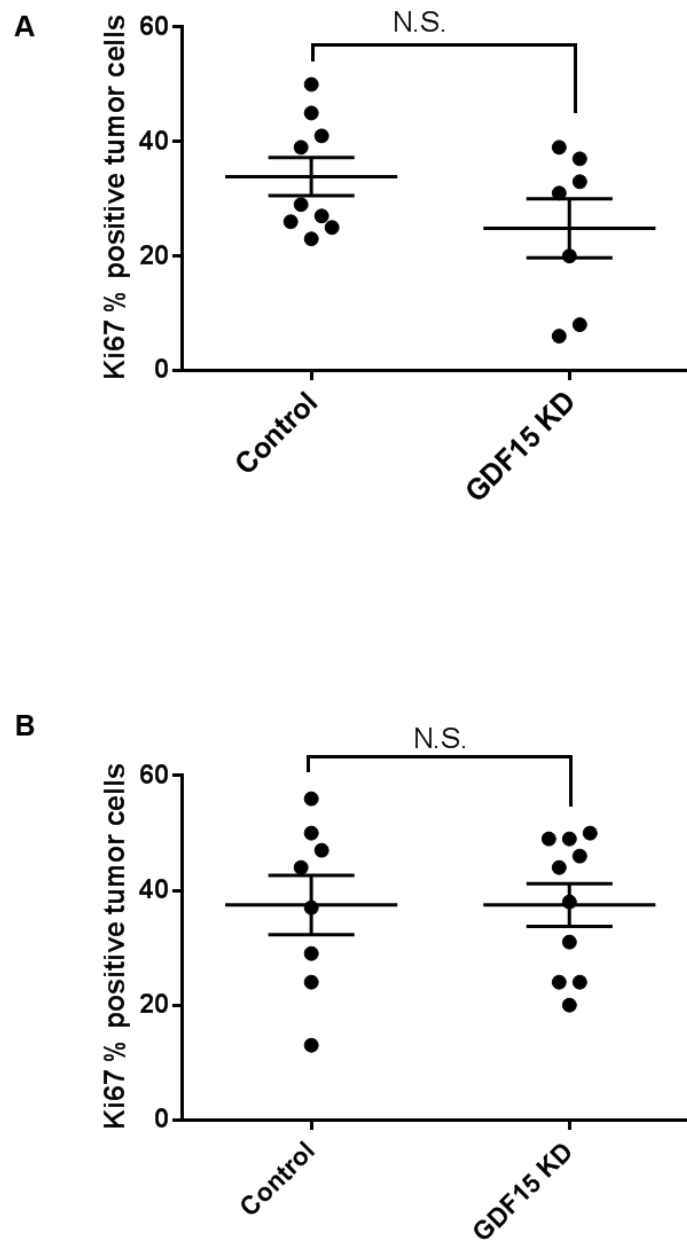 A
N.S.
Ki67 % positive tumor cells
60
40
20
0
Control
GDF15 KD
B
N.S.
Ki67 % positive tumor cells
60
40
20
0
Control
GDF15 KD